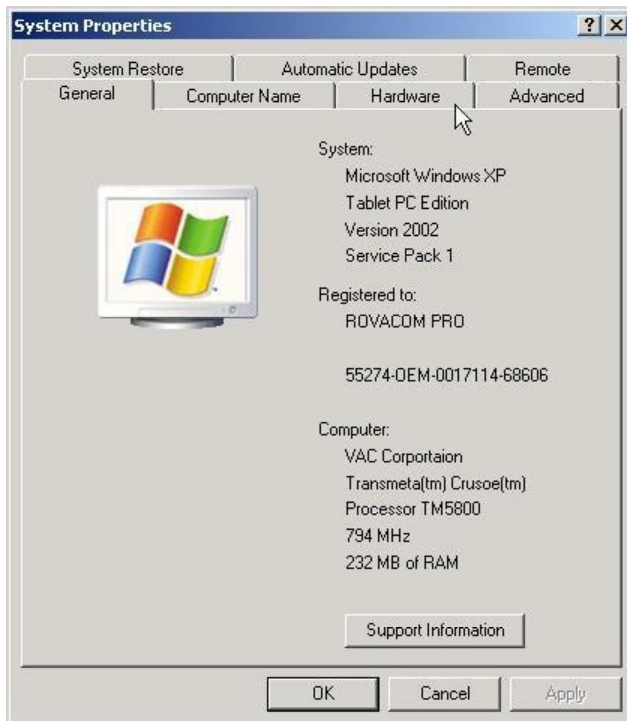 System Properties
System Restore Automatic Updates Remote
General Computer Name Hardware Advanced
System:
Microsoft Windows XP
Tablet PC Edition
Version 2002
Service Pack 1
Registered to:
ROVACOM PRO
55274-OEM-0017114-68606
Computer:
VAC Corportaion
Transmeta(tm) Crusoe(tm)
Processor TM5800
794 MHz
232 MB of RAM
Support Information
OK Cancel Apply